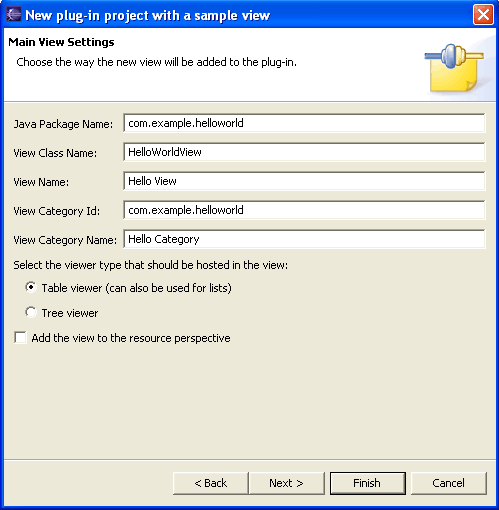 New plug-in project with a sample view
Main View Settings
Choose the way the new view will be added to the plug-in.
Java Package Name: com.example.helloworld
View Class Name: HelloWorldView
View Name: Hello View
View Category Id: com.example.helloworld
View Category Name: Hello Category
Select the viewer type that should be hosted in the view:
Table viewer (can also be used for lists)
Tree viewer
Add the view to the resource perspective
< Back Next > Finish Cancel